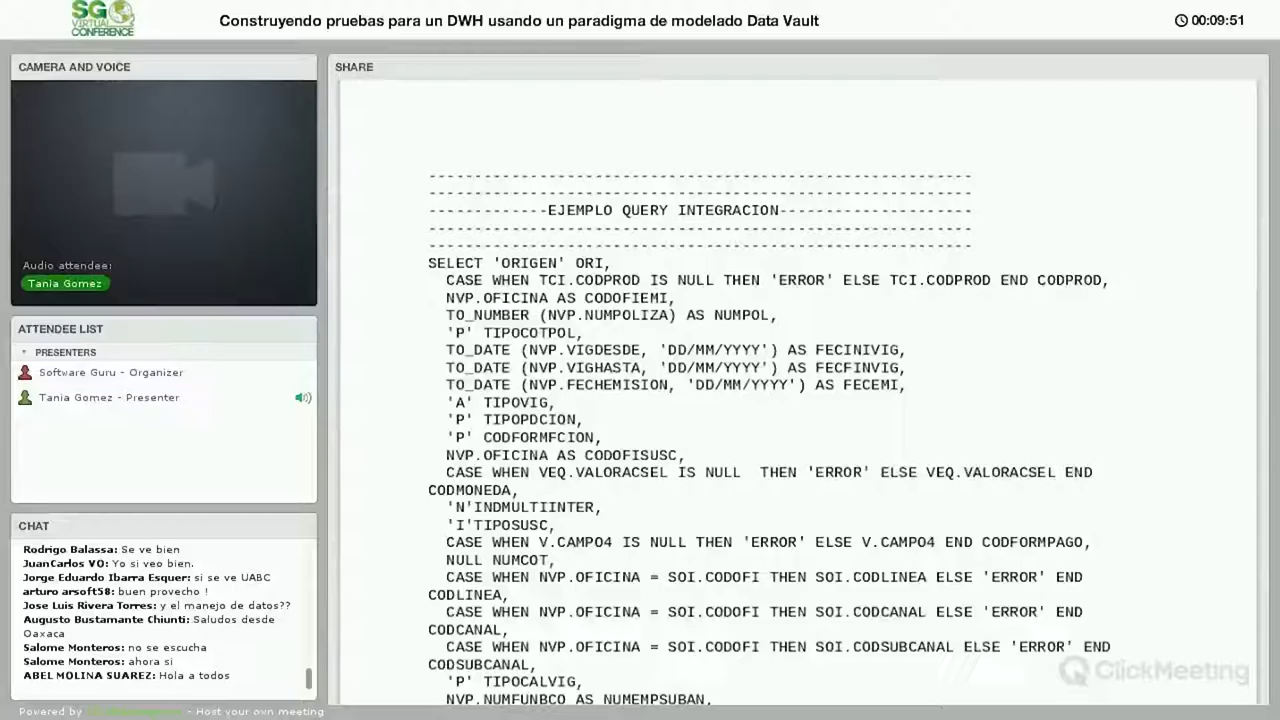 SG
VIRTUAL
CONFERENCE
Construyendo pruebas para un DWH usando un paradigma de modelado Data Vault
00:09:51
CAMERA AND VOICE
Audio attendee:
Tania Gomez
ATTENDEE LIST
PRESENTERS
Software Guru - Organizer
Tania Gomez - Presenter
CHAT
Rodrigo Balassa: Se ve bien
JuanCarlos VO: Yo si veo bien.
Jorge Eduardo Ibarra Esquer: si se ve UABC
arturo arsoft58: buen provecho !
Jose Luis Rivera Torres: y el manejo de datos??
Augusto Bustamante Chiunti: Saludos desde
Oaxaca
Salome Monteros: no se escucha
Salome Monteros: ahora si
ABEL MOLINA SUAREZ: Hola a todos
Powered by - Host your own meeting
SHARE
-----------------------------------------------------------
-----------------------------------------------------------
-------------EJEMPLO QUERY INTEGRACION---------------------
-----------------------------------------------------------
-----------------------------------------------------------
SELECT 'ORIGEN' ORI,
CASE WHEN TCI.CODPROD IS NULL THEN 'ERROR' ELSE TCI.CODPROD END CODPROD,
NVP.OFICINA AS CODOFIEMI,
TO_NUMBER (NVP.NUMPOLIZA) AS NUMPOL,
'P' TIPOCOTPOL,
TO_DATE (NVP.VIGDESDE, 'DD/MM/YYYY') AS FECINIVIG,
TO_DATE (NVP.VIGHASTA, 'DD/MM/YYYY') AS FECFINVIG,
TO_DATE (NVP.FECHEMISION, 'DD/MM/YYYY') AS FECEMI,
'A' TIPOVIG,
'P' TIPOPDCION,
'P' CODFORMFCION,
NVP.OFICINA AS CODOFISUSC,
CASE WHEN VEQ.VALORACSEL IS NULL  THEN 'ERROR' ELSE VEQ.VALORACSEL END
CODMONEDA,
'N'INDMULTIINTER,
'I'TIPOSUSC,
CASE WHEN V.CAMPO4 IS NULL THEN 'ERROR' ELSE V.CAMPO4 END CODFORMPAGO,
NULL NUMCOT,
CASE WHEN NVP.OFICINA = SOI.CODOFI THEN SOI.CODLINEA ELSE 'ERROR' END
CODLINEA,
CASE WHEN NVP.OFICINA = SOI.CODOFI THEN SOI.CODCANAL ELSE 'ERROR' END
CODCANAL,
CASE WHEN NVP.OFICINA = SOI.CODOFI THEN SOI.CODSUBCANAL ELSE 'ERROR' END
CODSUBCANAL,
'P' TIPOCALVIG,
NVP.NUMFUNBCO AS NUMEMPSUBAN,
ClickMeeting